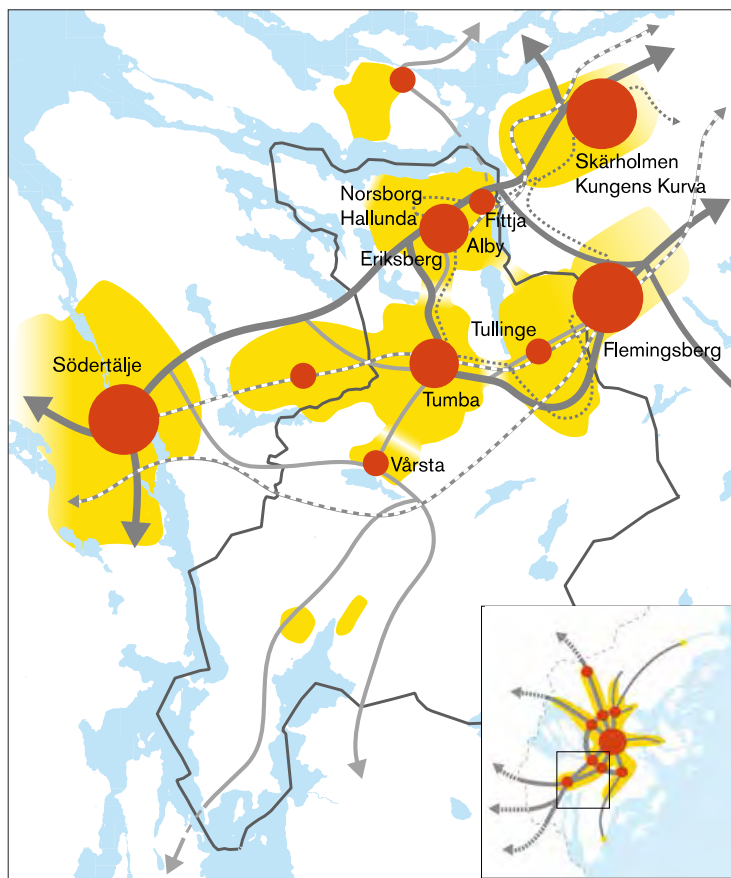 Skärholmen
Kungens Kurva
Norsborg
Hallunda
Fittja
Alby
Eriksberg
Tullinge
Flemingsberg
Södertälje
Tumba
Vårsta